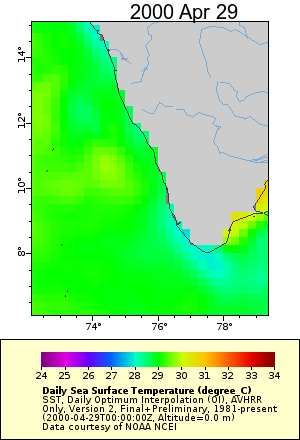 2000 Apr 29
14°
12°
10°
8°
74° 76° 78°
24 25 26 27 28 29 30 31 32 33 34
Daily Sea Surface Temperature (degree_C)
SST, Daily Optimum Interpolation (OI), AVHRR
Only, Version 2, Final+Preliminary, 1981-present
(2000-04-29T00:00:00Z, Altitude=0.0 m)
Data courtesy of NOAA NCEI